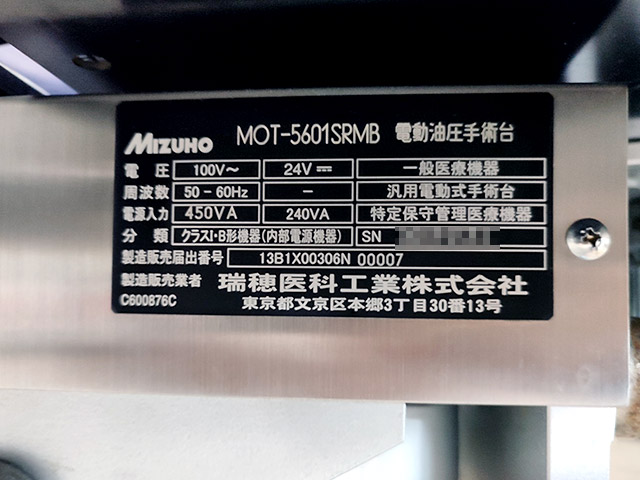 MIZUHO MOT-5601SRMB 電動油圧手術台
電圧 100V～ 24V⎓ 一般医療機器
周波数 50－60Hz － 汎用電動式手術台
電源入力 450VA 240VA 特定保守管理医療機器
分類 クラスI・B形機器(内部電源機器) SN
製造販売届出番号 13B1X00306N 00007
製造販売業者 瑞穂医科工業株式会社
C600876C 東京都文京区本郷3丁目30番13号